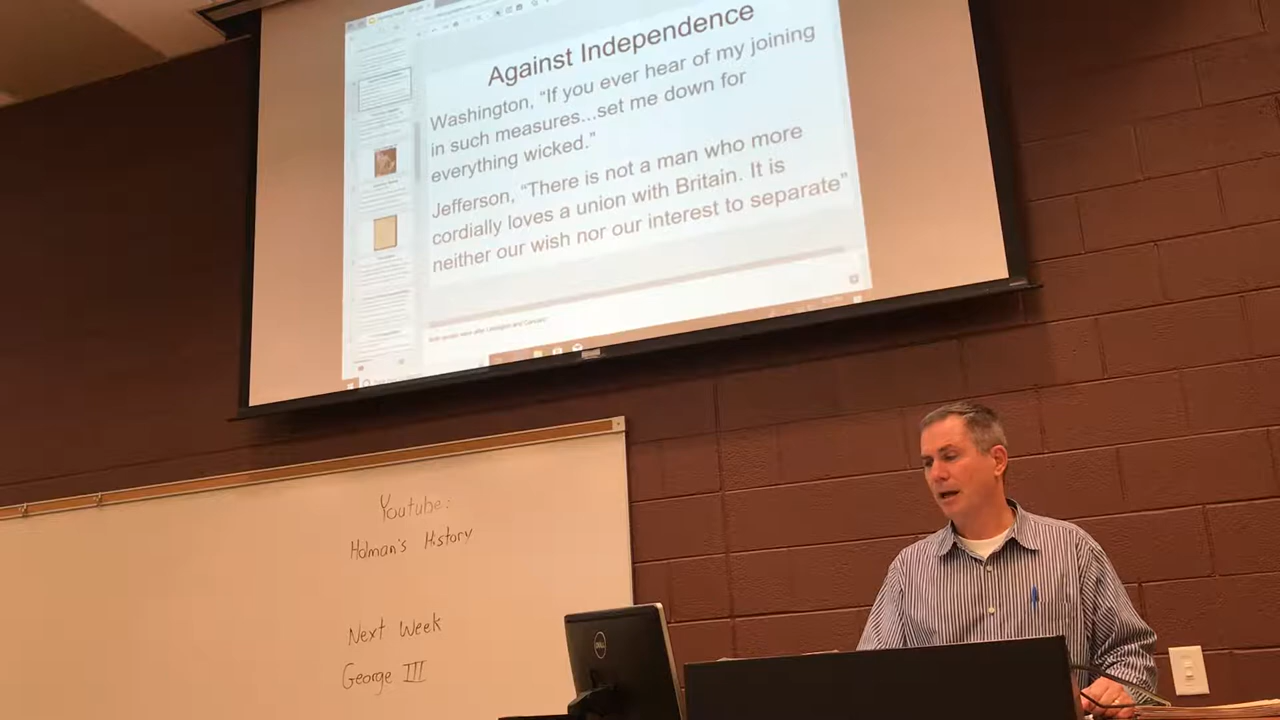 Against Independence
Washington, “If you ever hear of my joining
in such measures...set me down for
everything wicked.”
Jefferson, “There is not a man who more
cordially loves a union with Britain. It is
neither our wish nor our interest to separate”
Youtube:
Holman's History
Next Week
George III
DELL